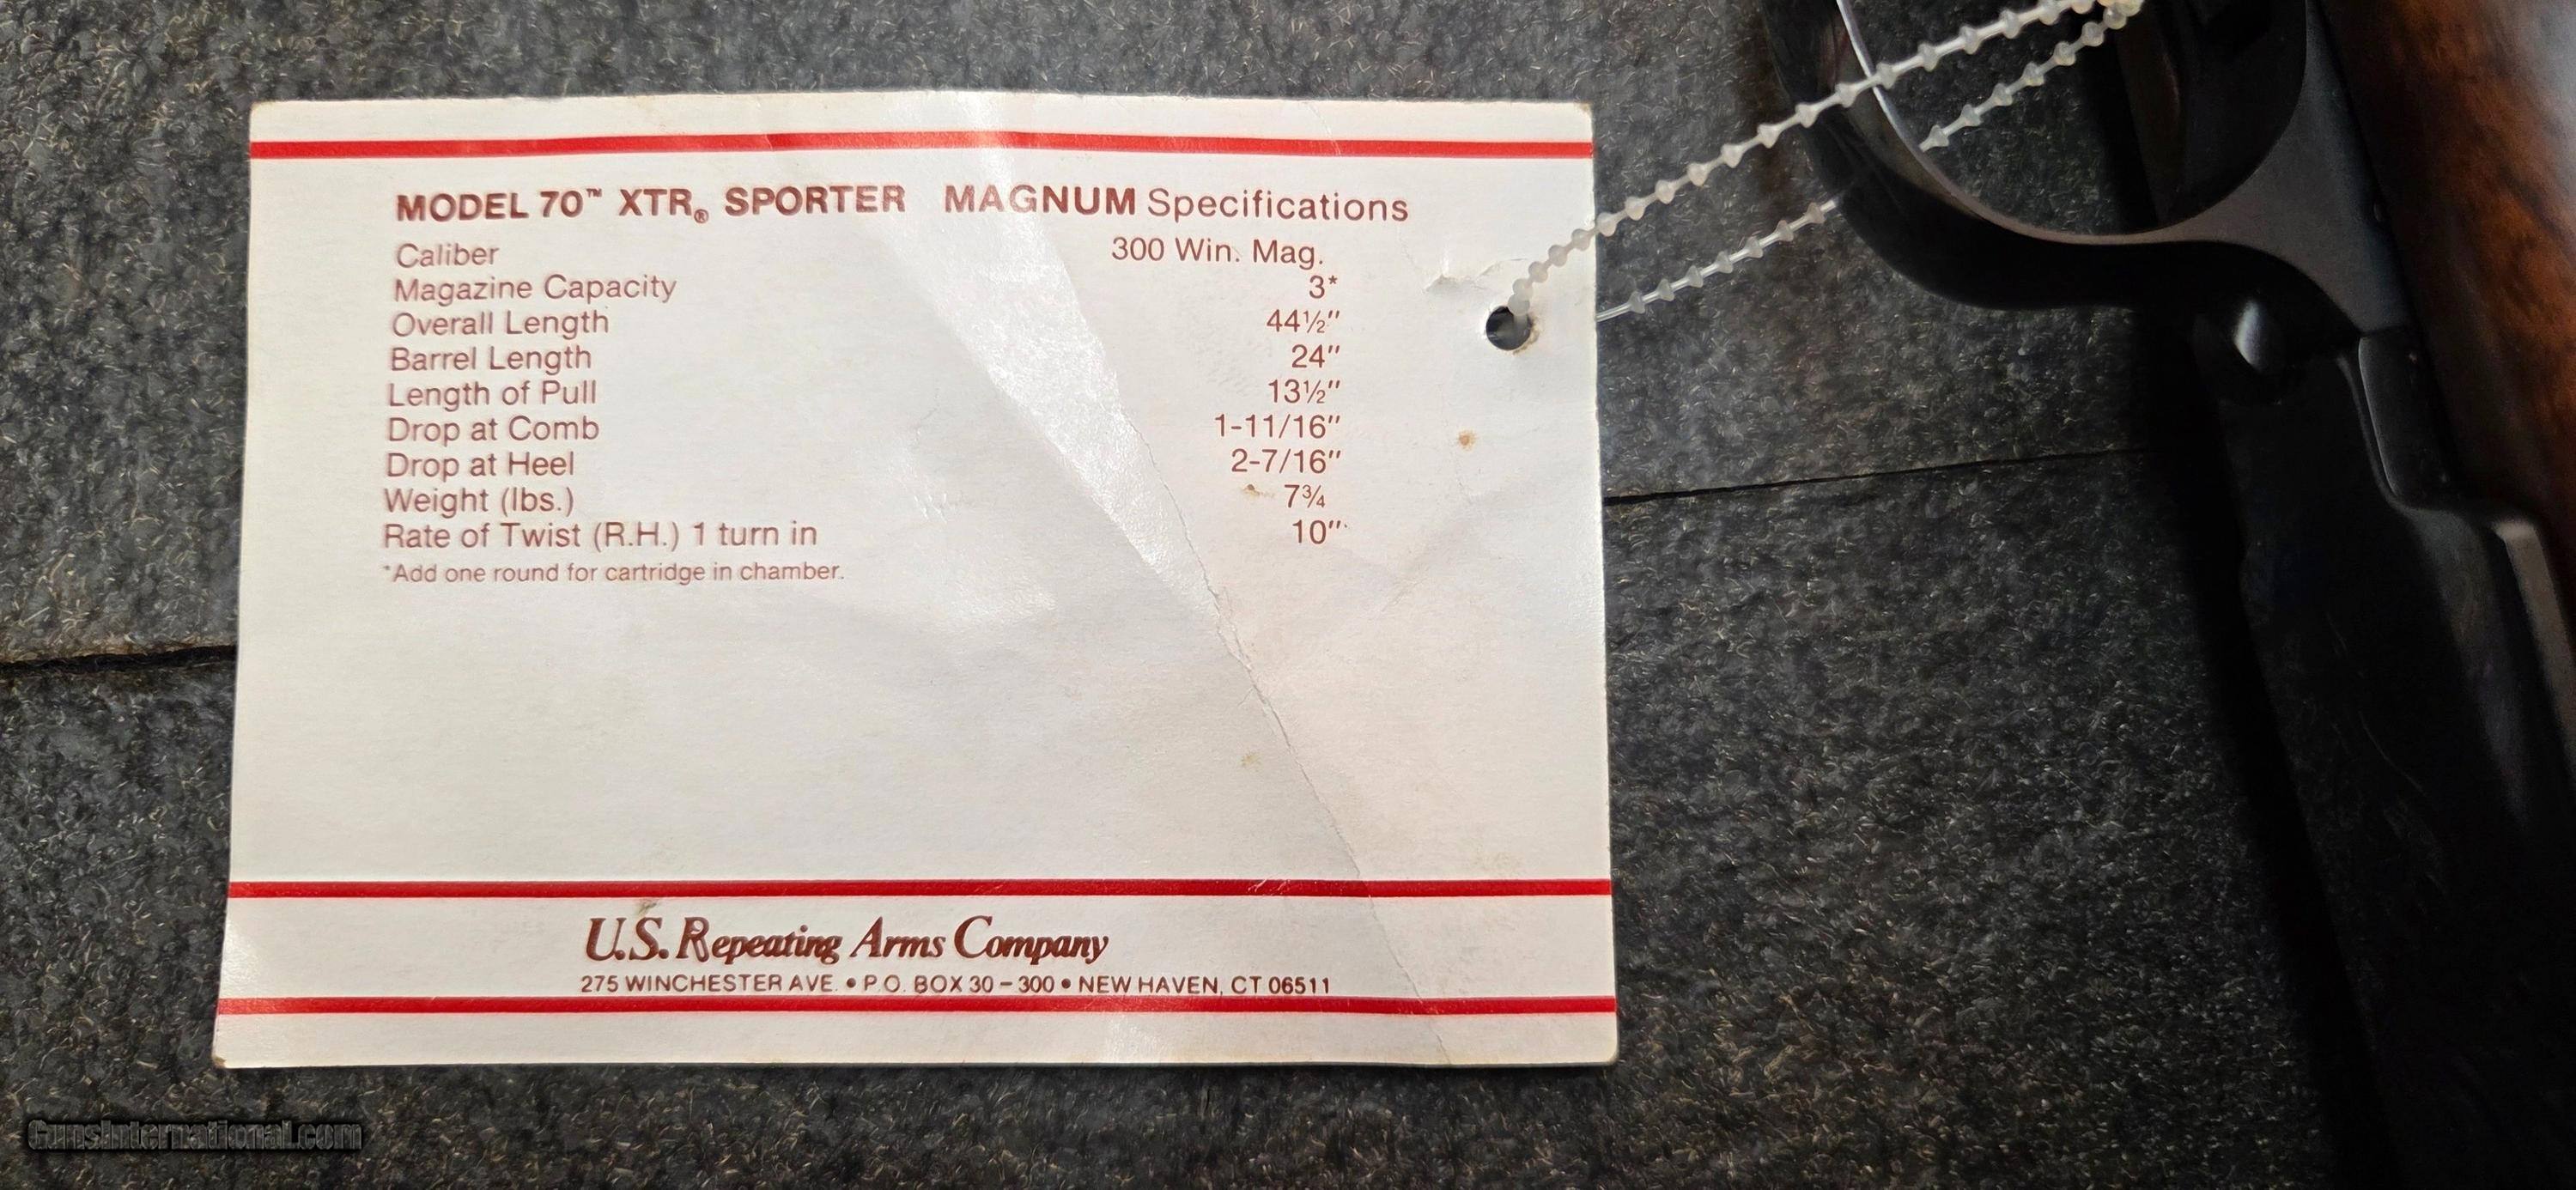 MODEL 70™ XTR® SPORTER MAGNUM Specifications
Caliber 300 Win. Mag.
Magazine Capacity 3*
Overall Length 44½"
Barrel Length 24"
Length of Pull 13½"
Drop at Comb 1-11/16"
Drop at Heel 2-7/16"
Weight (lbs.) 7¾
Rate of Twist (R.H.) 1 turn in 10"
*Add one round for cartridge in chamber.
U.S. Repeating Arms Company
275 WINCHESTER AVE. • P.O. BOX 30-300 • NEW HAVEN, CT 06511
GunsInternational.com